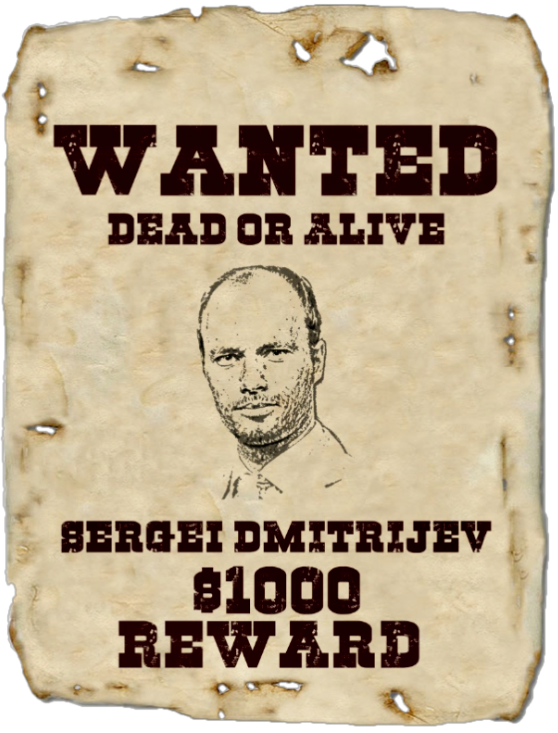 WANTED
DEAD OR ALIVE
SERGEI DMITRIJEV
$1000
REWARD